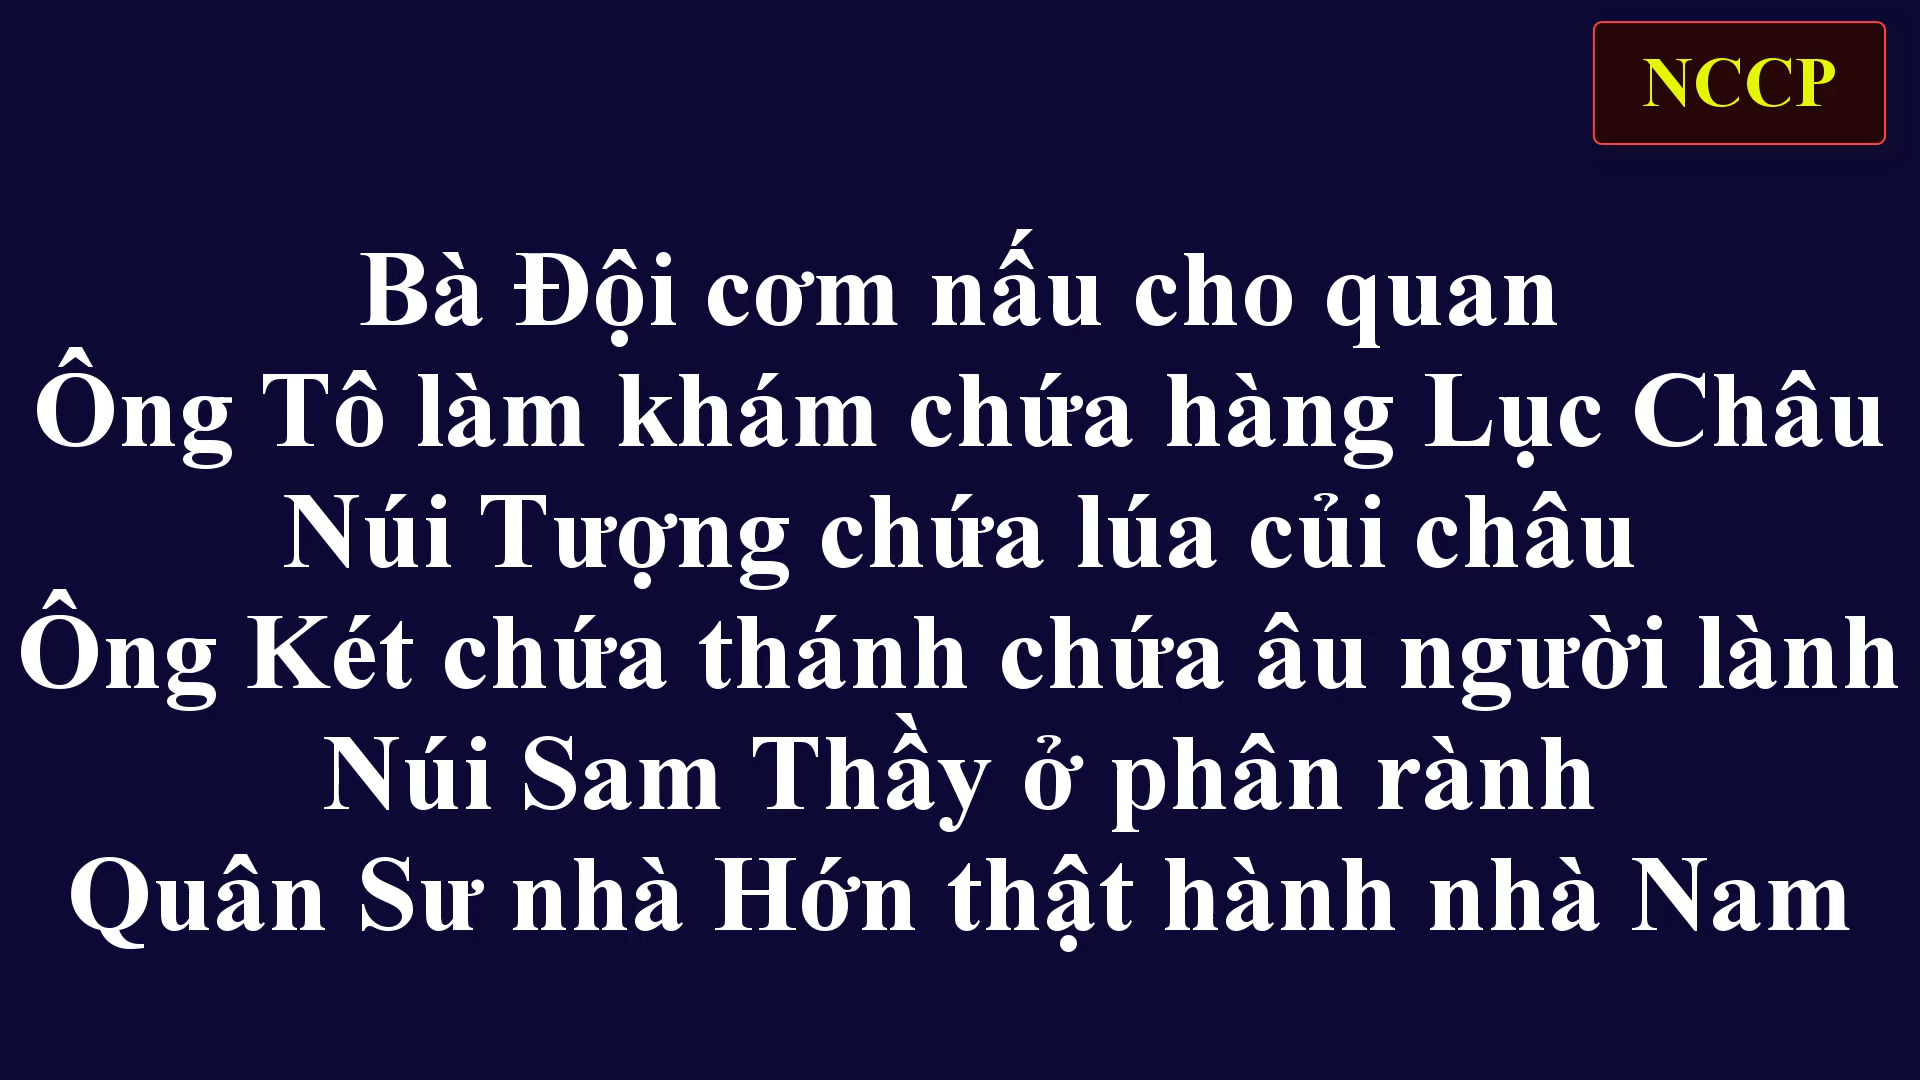 NCCP
Bà Đội cơm nấu cho quan
Ông Tô làm khám chứa hàng Lục Châu
Núi Tượng chứa lúa củi châu
Ông Két chứa thánh chứa âu người lành
Núi Sam Thầy ở phân rành
Quân Sư nhà Hớn thật hành nhà Nam